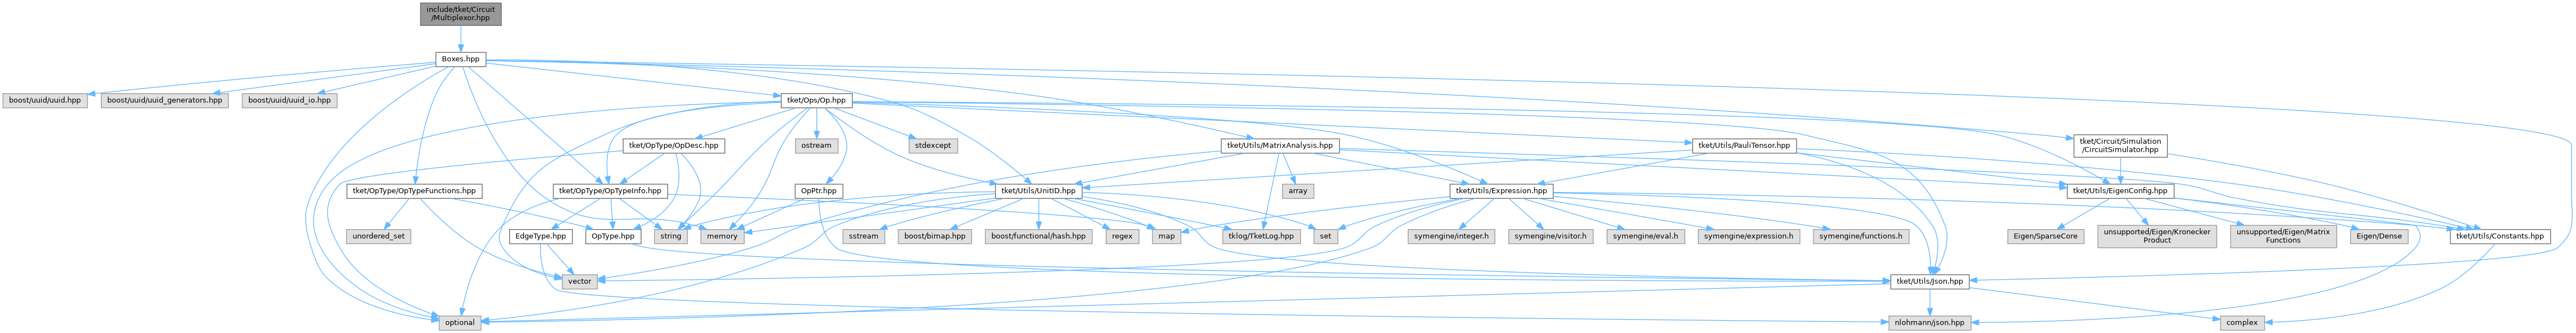 include/tket/Circuit
/Multiplexor.hpp
Boxes.hpp
boost/uuid/uuid.hpp
boost/uuid/uuid_generators.hpp
boost/uuid/uuid_io.hpp
tket/Ops/Op.hpp
tket/OpType/OpDesc.hpp
ostream
stdexcept
tket/Utils/MatrixAnalysis.hpp
tket/Utils/PauliTensor.hpp
tket/Circuit/Simulation
/CircuitSimulator.hpp
tket/OpType/OpTypeFunctions.hpp
tket/OpType/OpTypeInfo.hpp
OpPtr.hpp
tket/Utils/UnitID.hpp
array
tket/Utils/Expression.hpp
tket/Utils/EigenConfig.hpp
unordered_set
EdgeType.hpp
OpType.hpp
string
memory
sstream
boost/bimap.hpp
boost/functional/hash.hpp
regex
map
tklog/TketLog.hpp
set
symengine/integer.h
symengine/visitor.h
symengine/eval.h
symengine/expression.h
symengine/functions.h
Eigen/SparseCore
unsupported/Eigen/Kronecker
Product
unsupported/Eigen/Matrix
Functions
Eigen/Dense
tket/Utils/Constants.hpp
vector
tket/Utils/Json.hpp
optional
nlohmann/json.hpp
complex